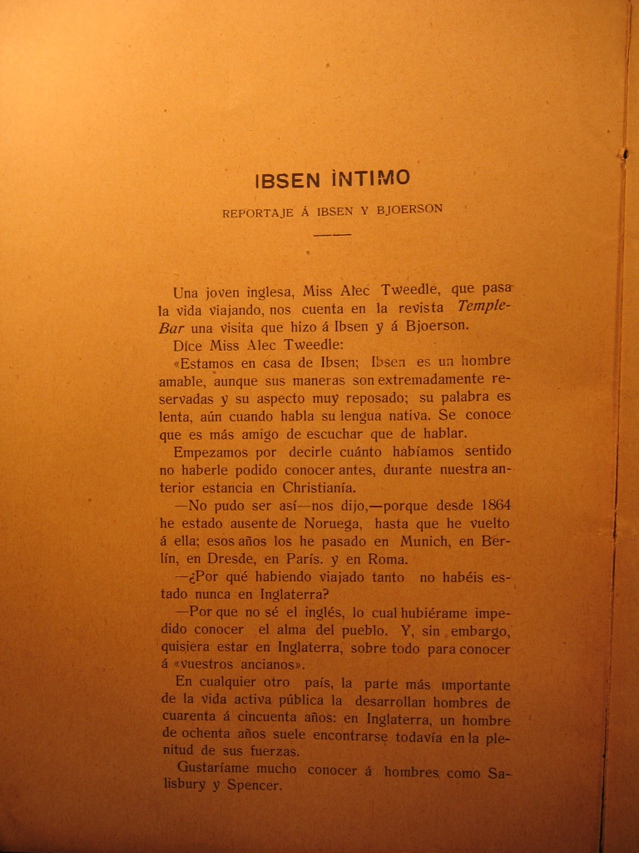 IBSEN ÍNTIMO
REPORTAJE Á IBSEN Y BJOERSON
Una joven inglesa, Miss Alec Tweedle, que pasa
la vida viajando, nos cuenta en la revista Temple-
Bar una visita que hizo á Ibsen y á Bjoerson.
Dice Miss Alec Tweedle:
«Estamos en casa de Ibsen; Ibsen es un hombre
amable, aunque sus maneras son extremadamente re-
servadas y su aspecto muy reposado; su palabra es
lenta, aún cuando habla su lengua nativa. Se conoce
que es más amigo de escuchar que de hablar.
Empezamos por decirle cuánto habíamos sentido
no haberle podido conocer antes, durante nuestra an-
terior estancia en Christianía.
—No pudo ser así—nos dijo,—porque desde 1864
he estado ausente de Noruega, hasta que he vuelto
á ella; esos años los he pasado en Munich, en Ber-
lín, en Dresde, en París. y en Roma.
—¿Por qué habiendo viajado tanto no habéis es-
tado nunca en Inglaterra?
—Por que no sé el inglés, lo cual hubiérame impe-
dido conocer el alma del pueblo. Y, sin embargo,
quisiera estar en Inglaterra, sobre todo para conocer
á «vuestros ancianos».
En cualquier otro país, la parte más importante
de la vida activa pública la desarrollan hombres de
cuarenta á cincuenta años: en Inglaterra, un hombre
de ochenta años suele encontrarse todavía en la ple-
nitud de sus fuerzas.
Gustaríame mucho conocer á hombres como Sa-
lisbury y Spencer.